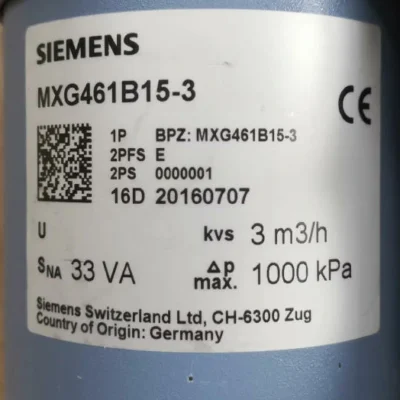 SIEMENS
MXG461B15-3
CE
1P BPZ: MXG461B15-3
2PFS E
2PS 0000001
16D 20160707
U kvs 3 m3/h
SNA 33 VA Δp max. 1000 kPa
Siemens Switzerland Ltd, CH-6300 Zug
Country of Origin: Germany